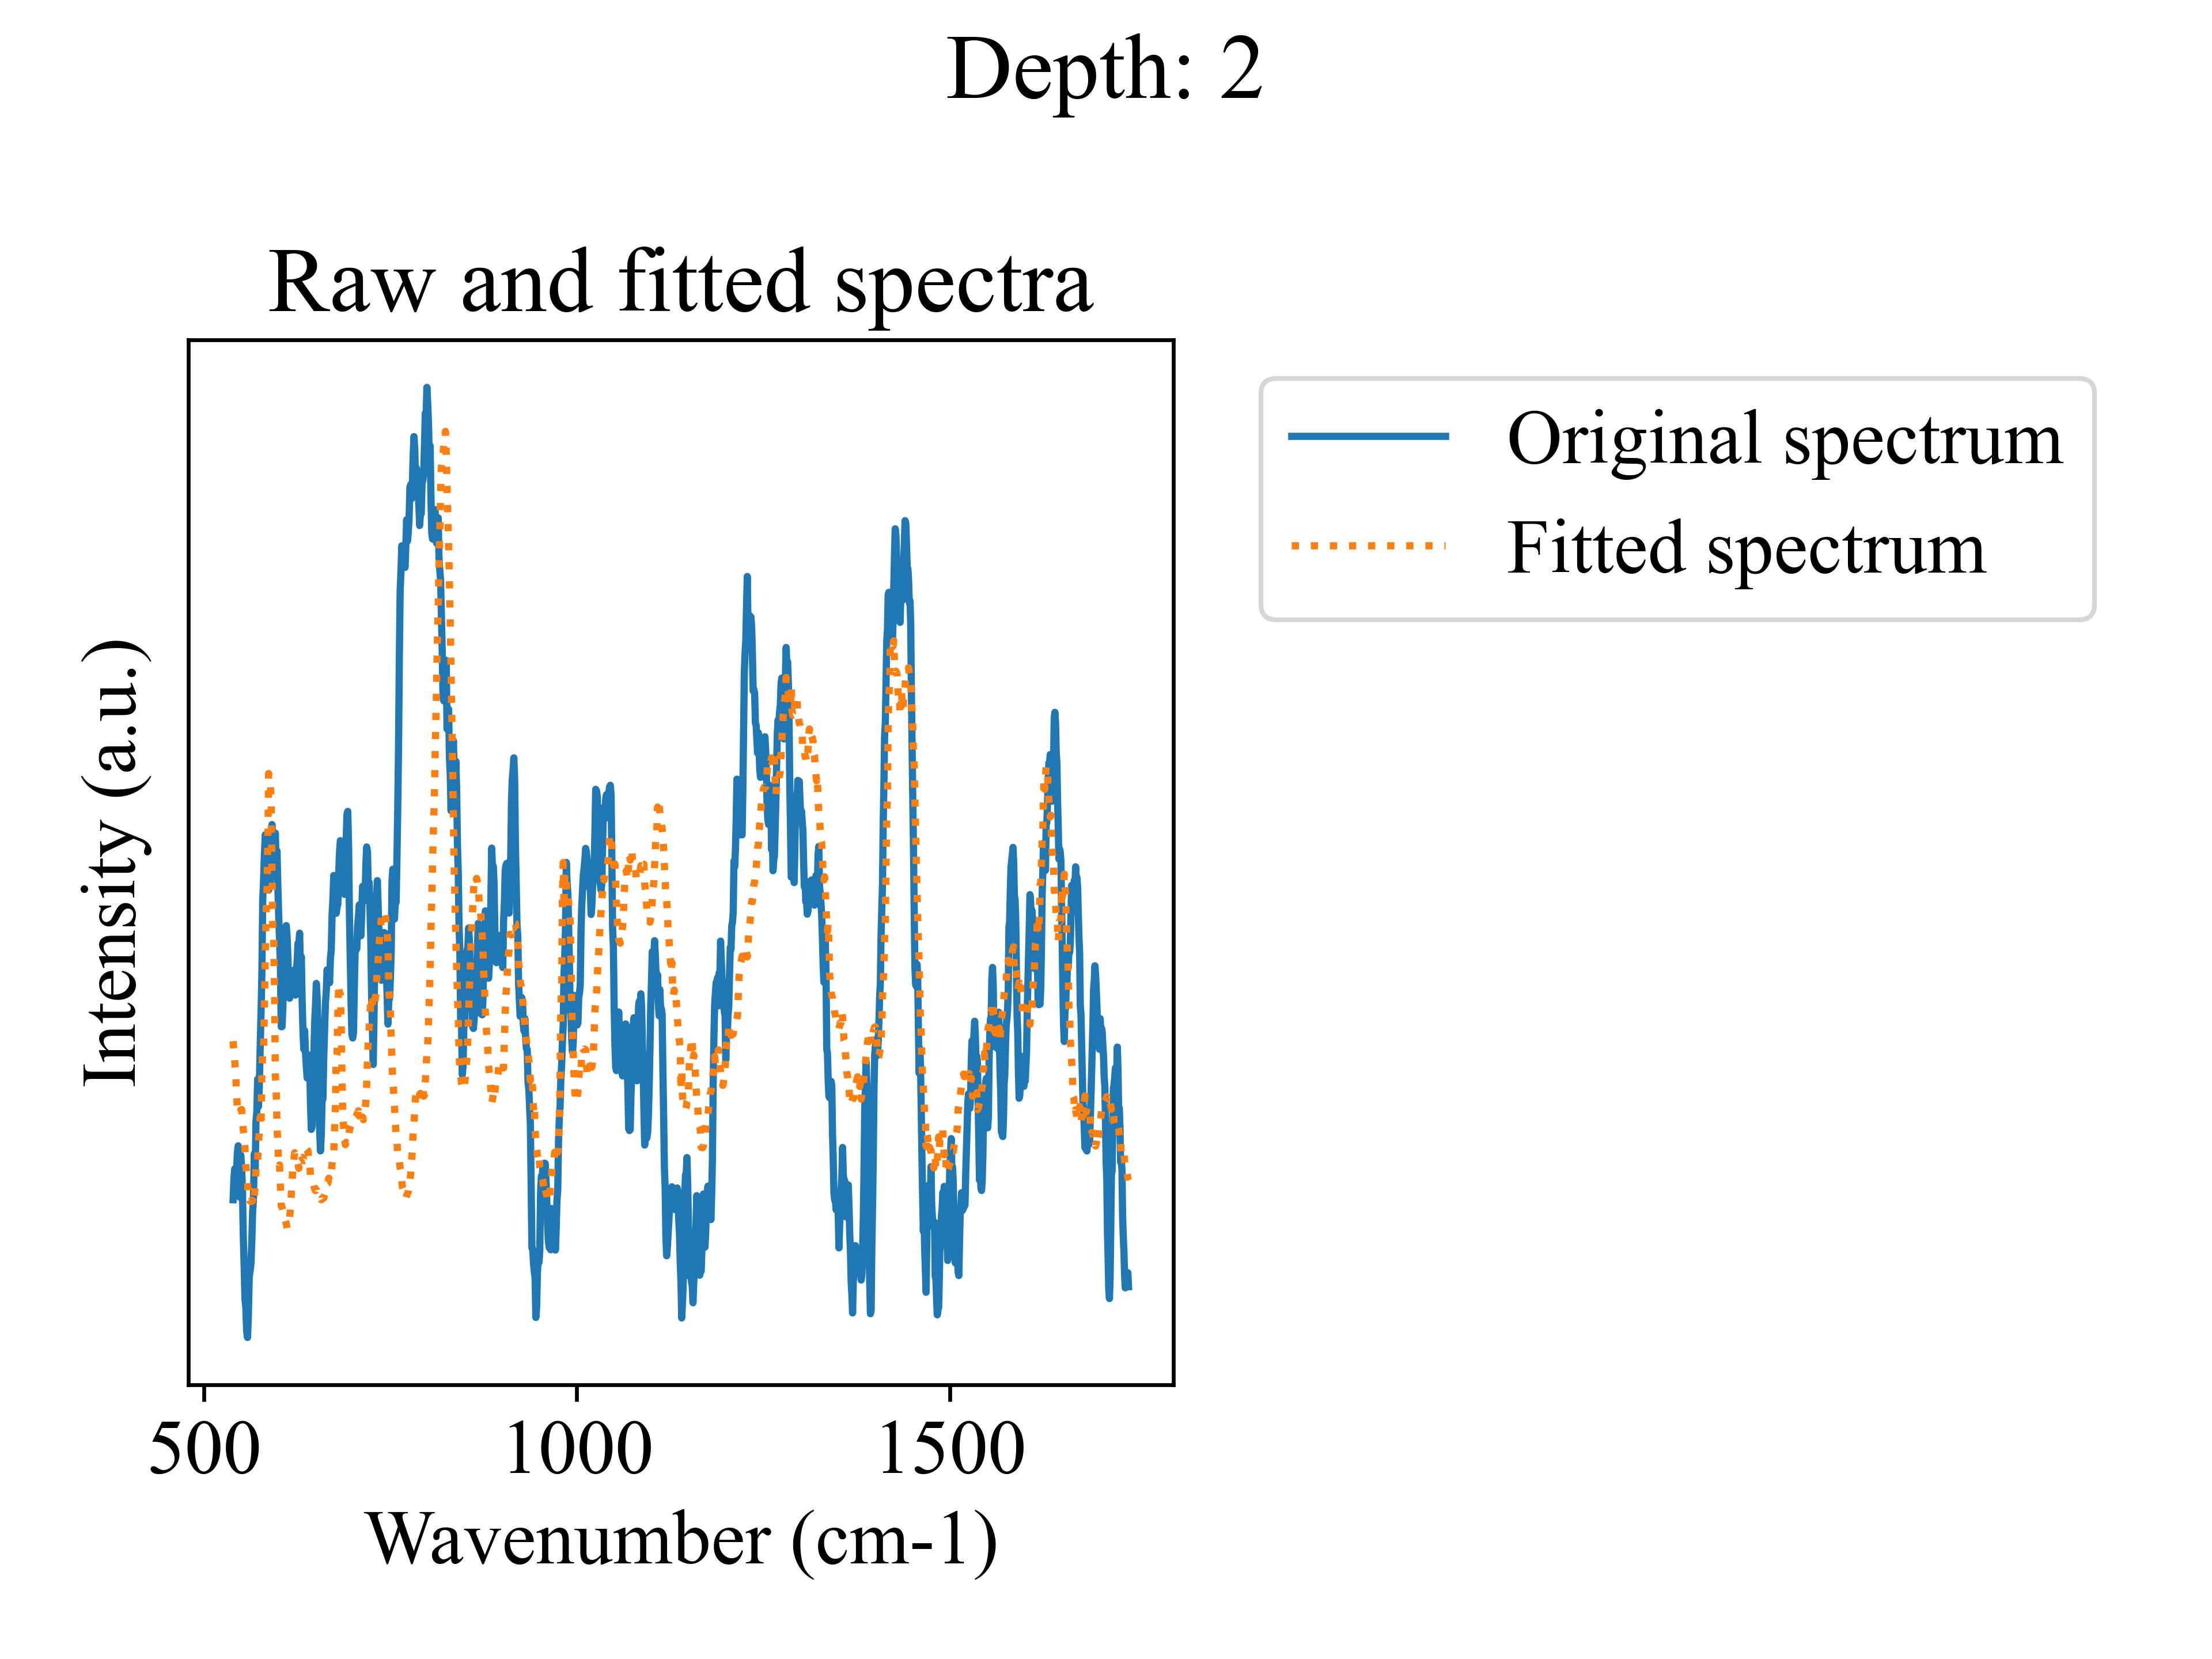 Depth: 2
Raw and fitted spectra
Original spectrum
Fitted spectrum
Intensity (a.u.)
500 1000 1500
Wavenumber (cm-1)